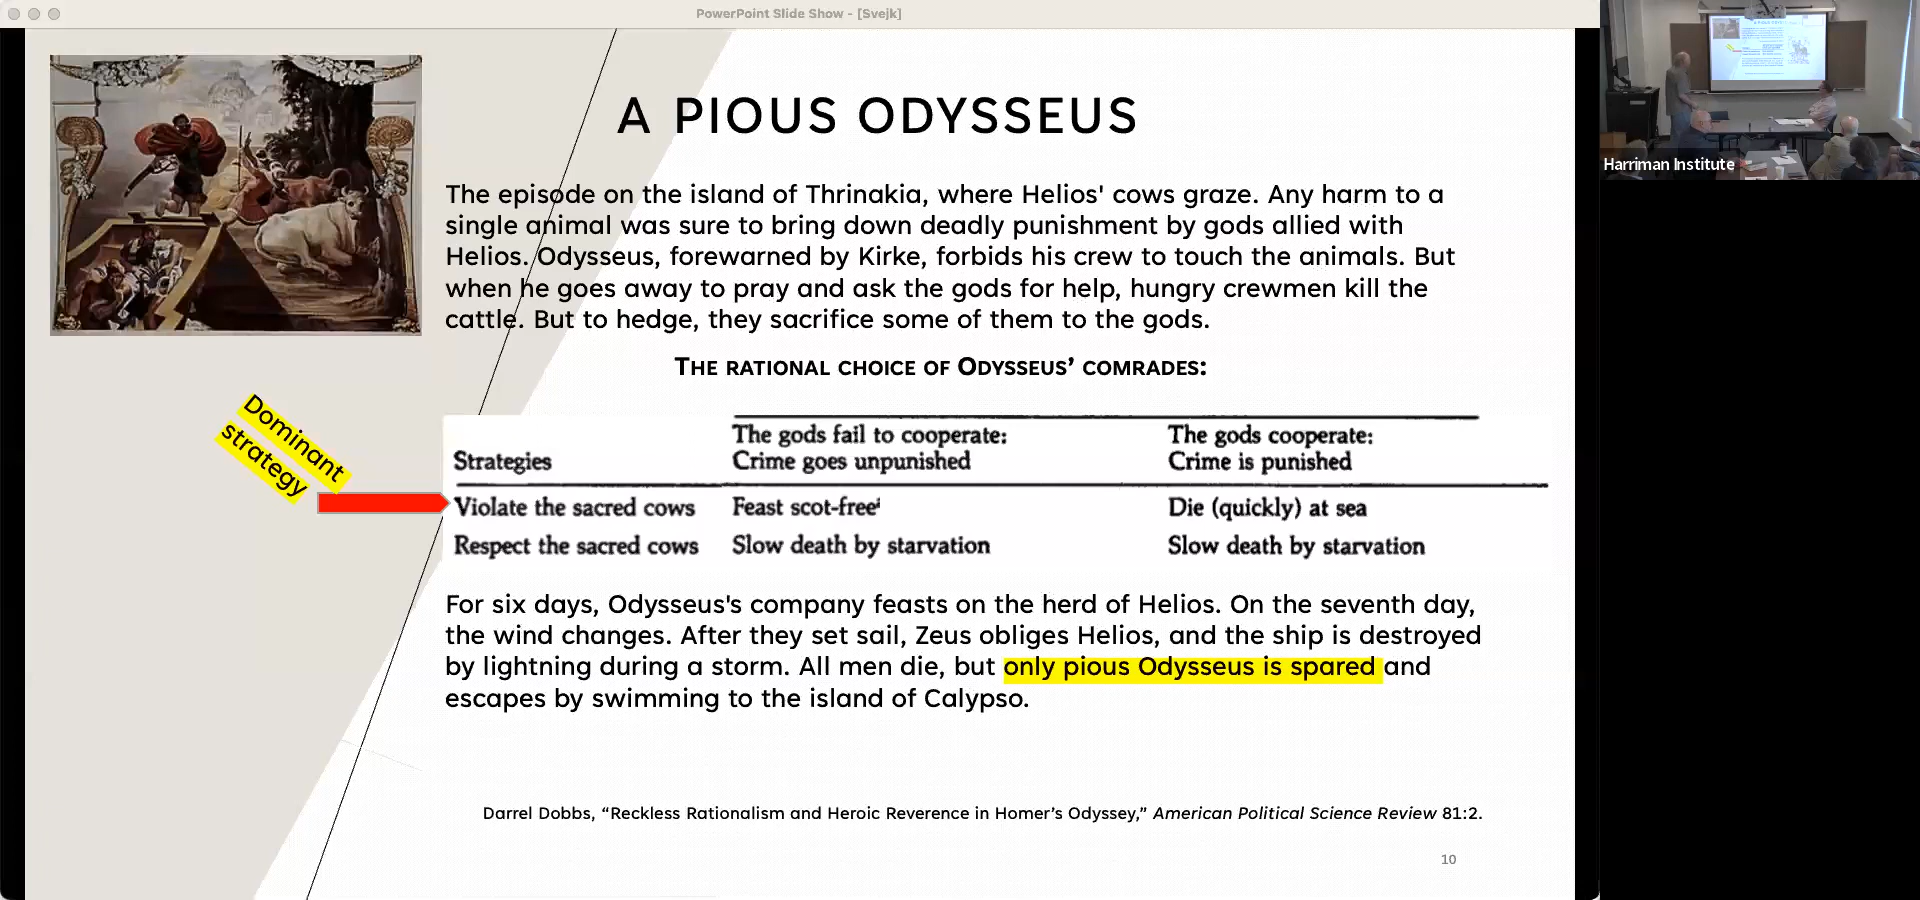 PowerPoint Slide Show - [Svejk]
A PIOUS ODYSSEUS
The episode on the island of Thrinakia, where Helios' cows graze. Any harm to a
single animal was sure to bring down deadly punishment by gods allied with
Helios. Odysseus, forewarned by Kirke, forbids his crew to touch the animals. But
when he goes away to pray and ask the gods for help, hungry crewmen kill the
cattle. But to hedge, they sacrifice some of them to the gods.
THE RATIONAL CHOICE OF ODYSSEUS’ COMRADES:
Dominant
strategy
The gods fail to cooperate: The gods cooperate:
Strategies Crime goes unpunished Crime is punished
Violate the sacred cows Feast scot-free Die (quickly) at sea
Respect the sacred cows Slow death by starvation Slow death by starvation
For six days, Odysseus's company feasts on the herd of Helios. On the seventh day,
the wind changes. After they set sail, Zeus obliges Helios, and the ship is destroyed
by lightning during a storm. All men die, but only pious Odysseus is spared and
escapes by swimming to the island of Calypso.
Darrel Dobbs, “Reckless Rationalism and Heroic Reverence in Homer’s Odyssey,” American Political Science Review 81:2.
10
Harriman Institute